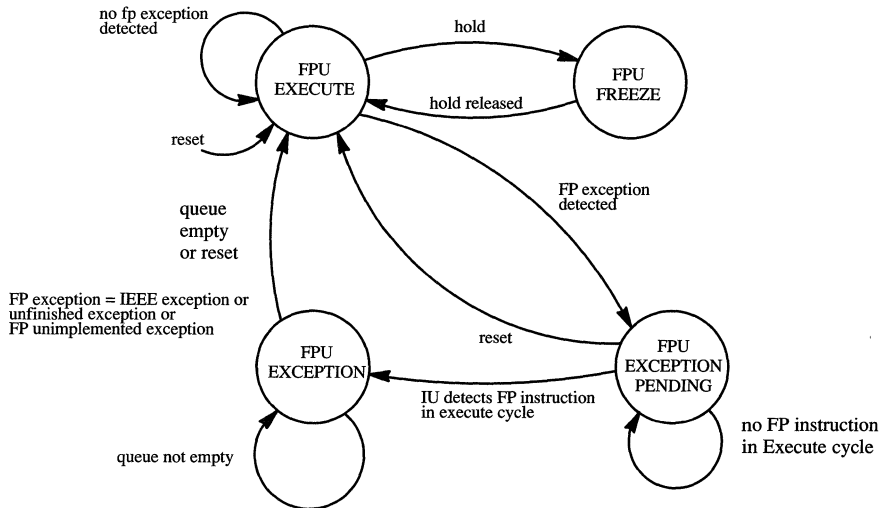 no fp exception
detected
hold
FPU
EXECUTE
FPU
FREEZE
hold released
reset
FP exception
detected
queue
empty
or reset
FP exception = IEEE exception or
unfinished exception or
FP unimplemented exception
reset
FPU
EXCEPTION
FPU
EXCEPTION
PENDING
IU detects FP instruction
in execute cycle
no FP instruction
in Execute cycle
queue not empty